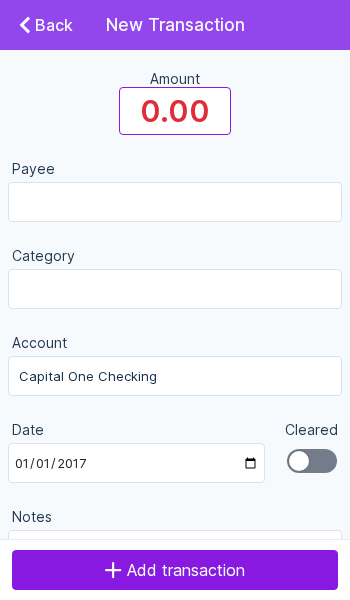 Back
New Transaction
Amount
0.00
Payee
Category
Account
Capital One Checking
Date
Cleared
01/01/2017
Notes
Add transaction